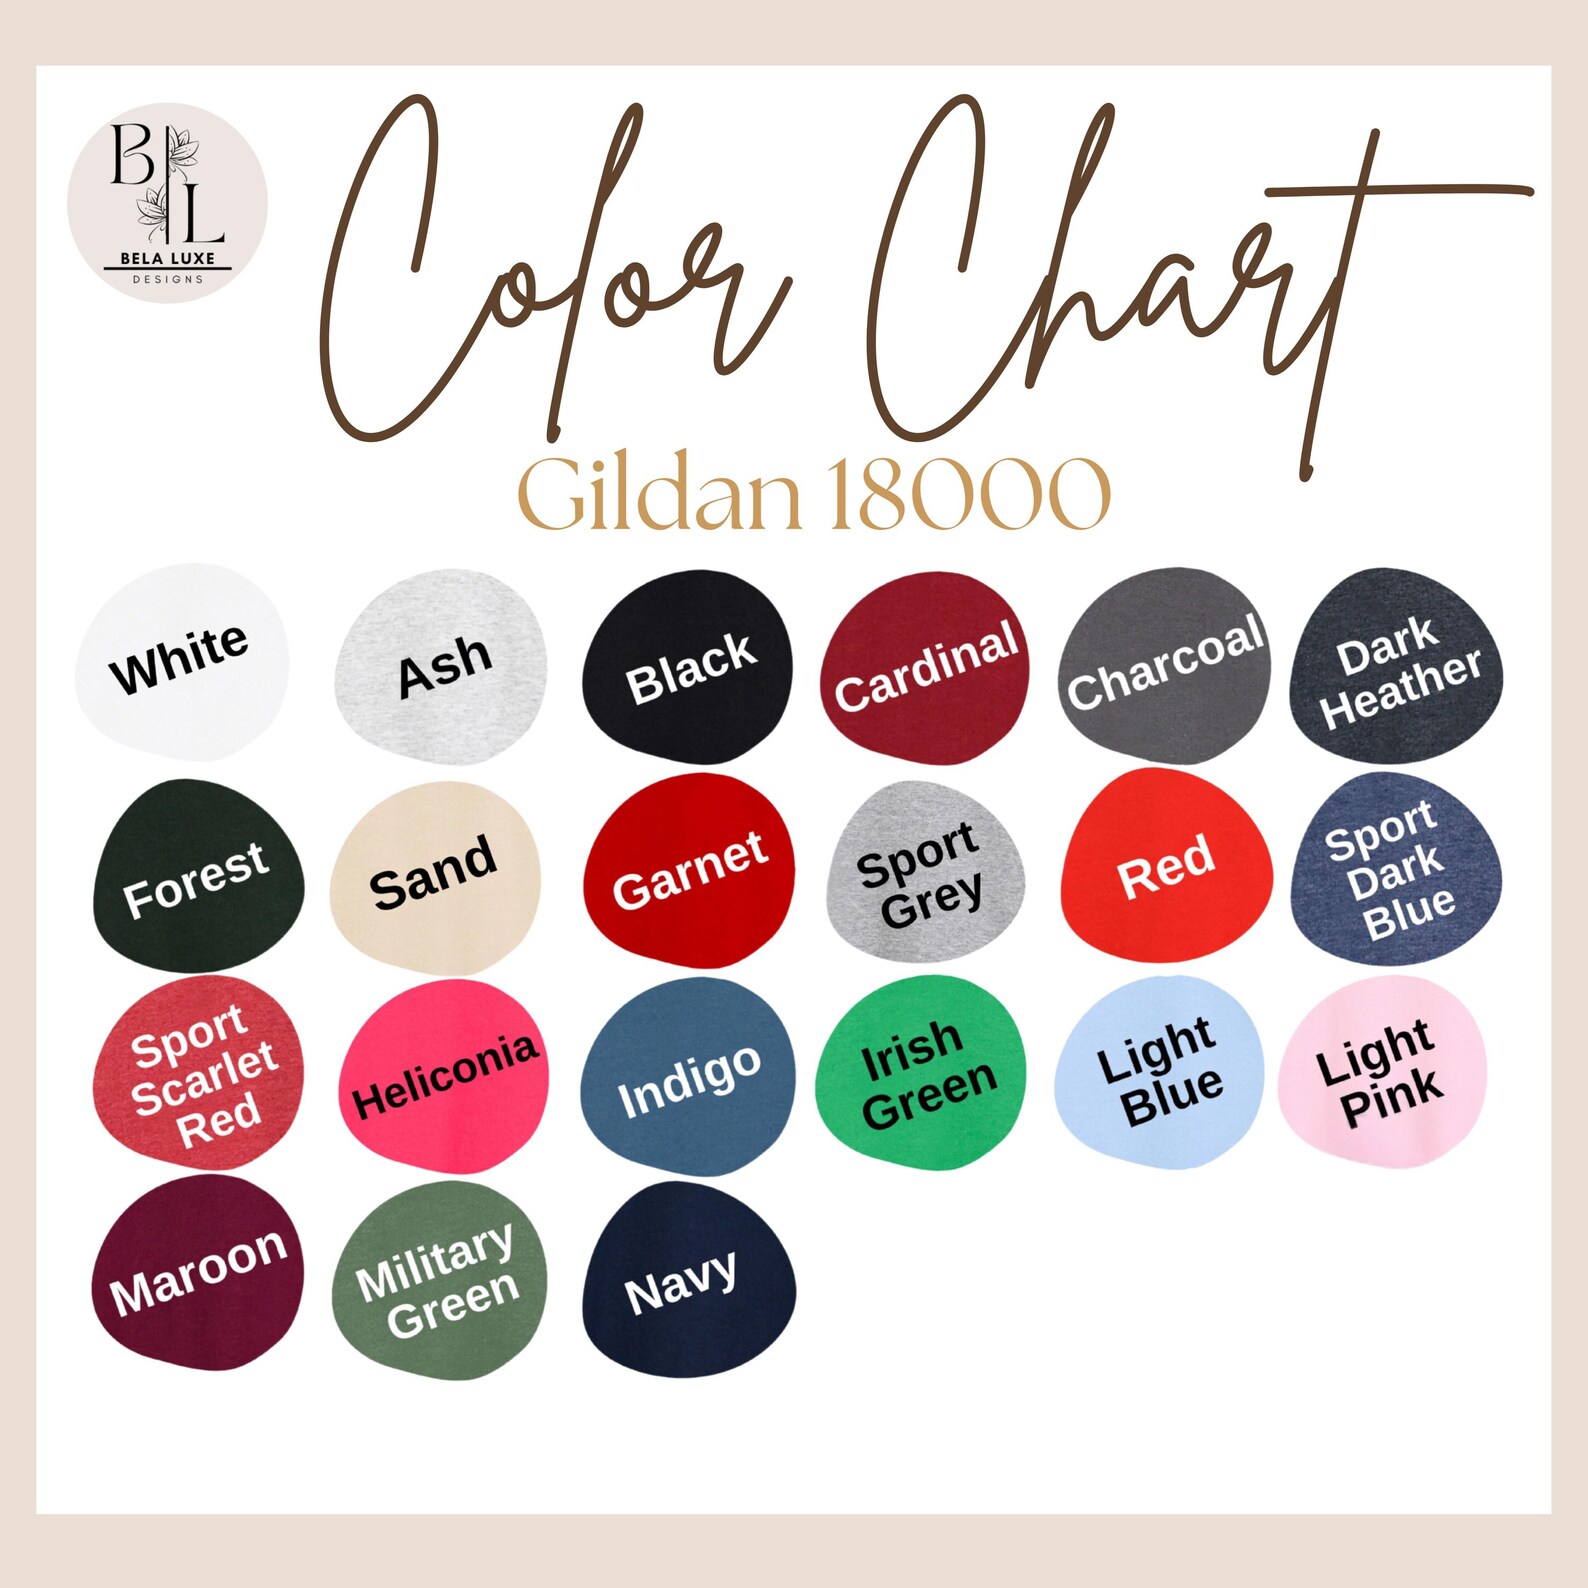 B L
BELA LUXE
DESIGNS
Color Chart
Gildan 18000
White
Ash
Black
Cardinal
Charcoal
Dark
Heather
Forest
Sand
Garnet
Sport
Grey
Red
Sport
Dark
Blue
Sport
Scarlet
Red
Heliconia
Indigo
Irish
Green
Light
Blue
Light
Pink
Maroon
Military
Green
Navy